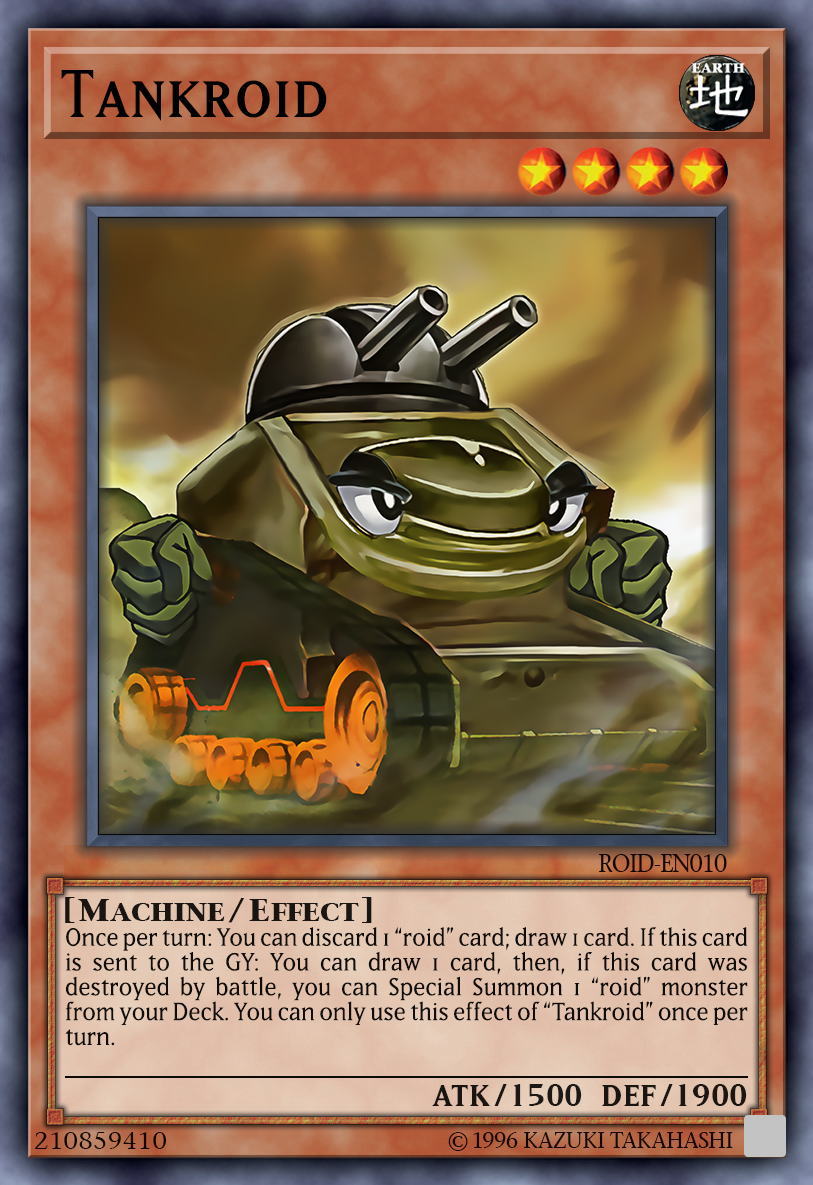 Tankroid
EARTH
地
ROID-EN010
[Machine/Effect]
Once per turn: You can discard 1 “roid” card; draw 1 card. If this card
is sent to the GY: You can draw 1 card, then, if this card was
destroyed by battle, you can Special Summon 1 “roid” monster
from your Deck. You can only use this effect of “Tankroid” once per
turn.
ATK/1500 DEF/1900
210859410
© 1996 KAZUKI TAKAHASHI